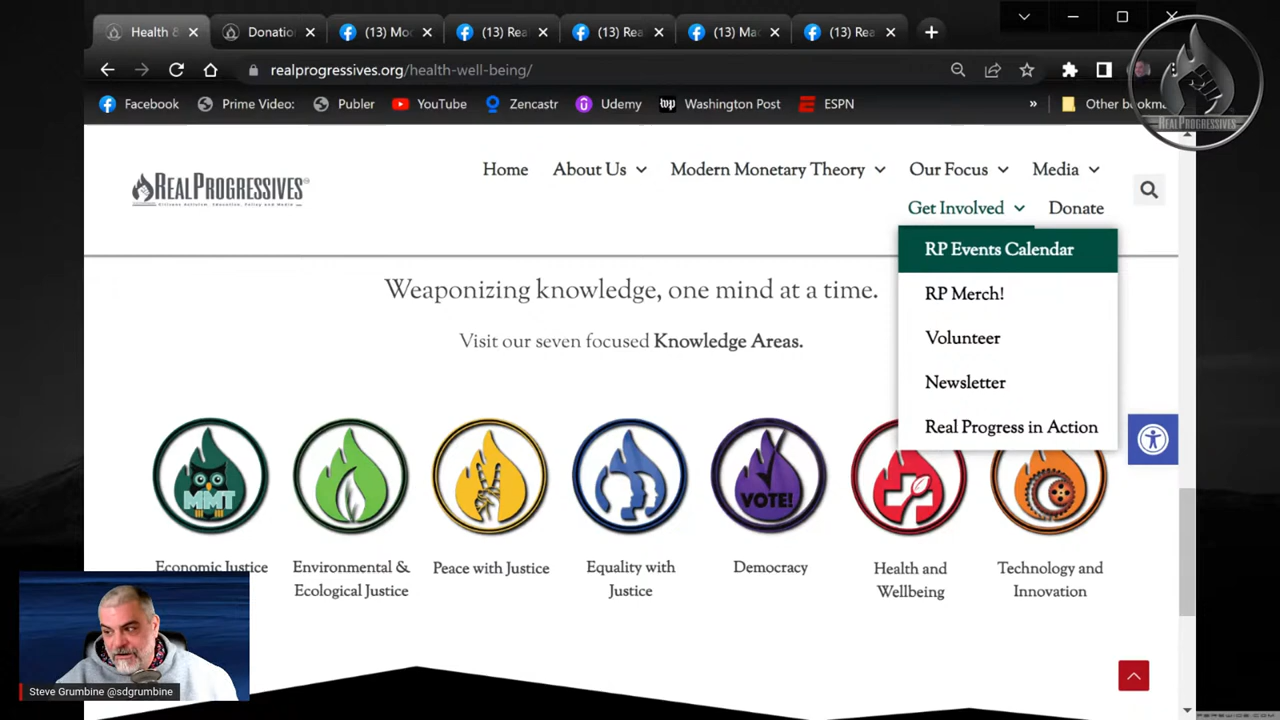 Health &
Donatio
(13) Mo
(13) Rea
(13) Rea
(13) Mac
(13) Rea
realprogressives.org/health-well-being/
Facebook
Prime Video:
Publer
YouTube
Zencastr
Udemy
Washington Post
ESPN
»
Other bookma
REALPROGRESSIVES
REALPROGRESSIVES
Home
About Us
Modern Monetary Theory
Our Focus
Media
Get Involved
Donate
RP Events Calendar
RP Merch!
Volunteer
Newsletter
Real Progress in Action
Weaponizing knowledge, one mind at a time.
Visit our seven focused Knowledge Areas.
MMT
VOTE!
Economic Justice
Environmental &
Ecological Justice
Peace with Justice
Equality with
Justice
Democracy
Health and
Wellbeing
Technology and
Innovation
Steve Grumbine @sdgrumbine